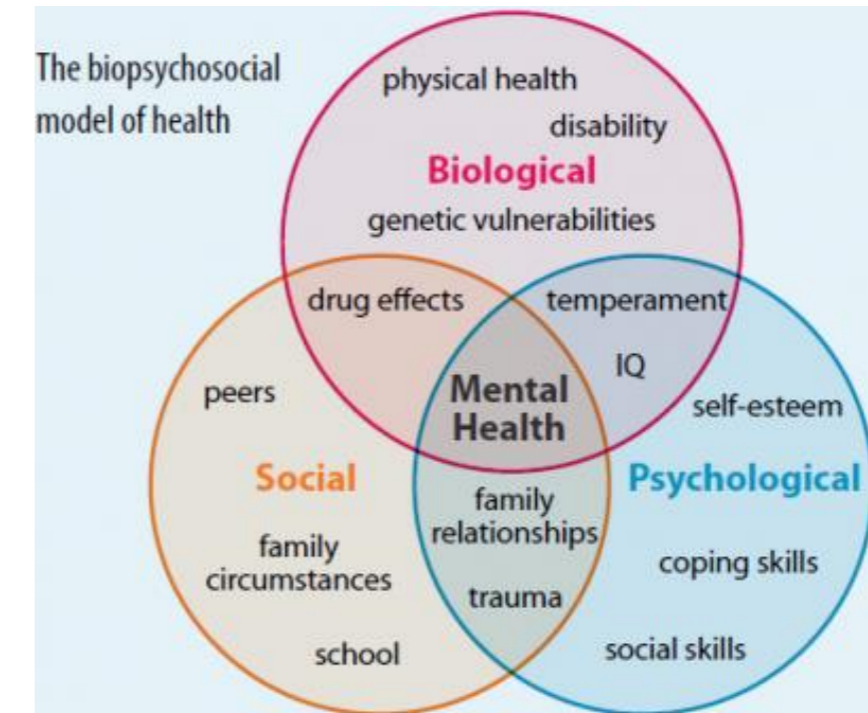 The biopsychosocial
model of health
physical health
disability
Biological
genetic vulnerabilities
drug effects
temperament
IQ
peers
Mental
Health
self-esteem
Social
Psychological
family
relationships
family
circumstances
coping skills
trauma
school
social skills